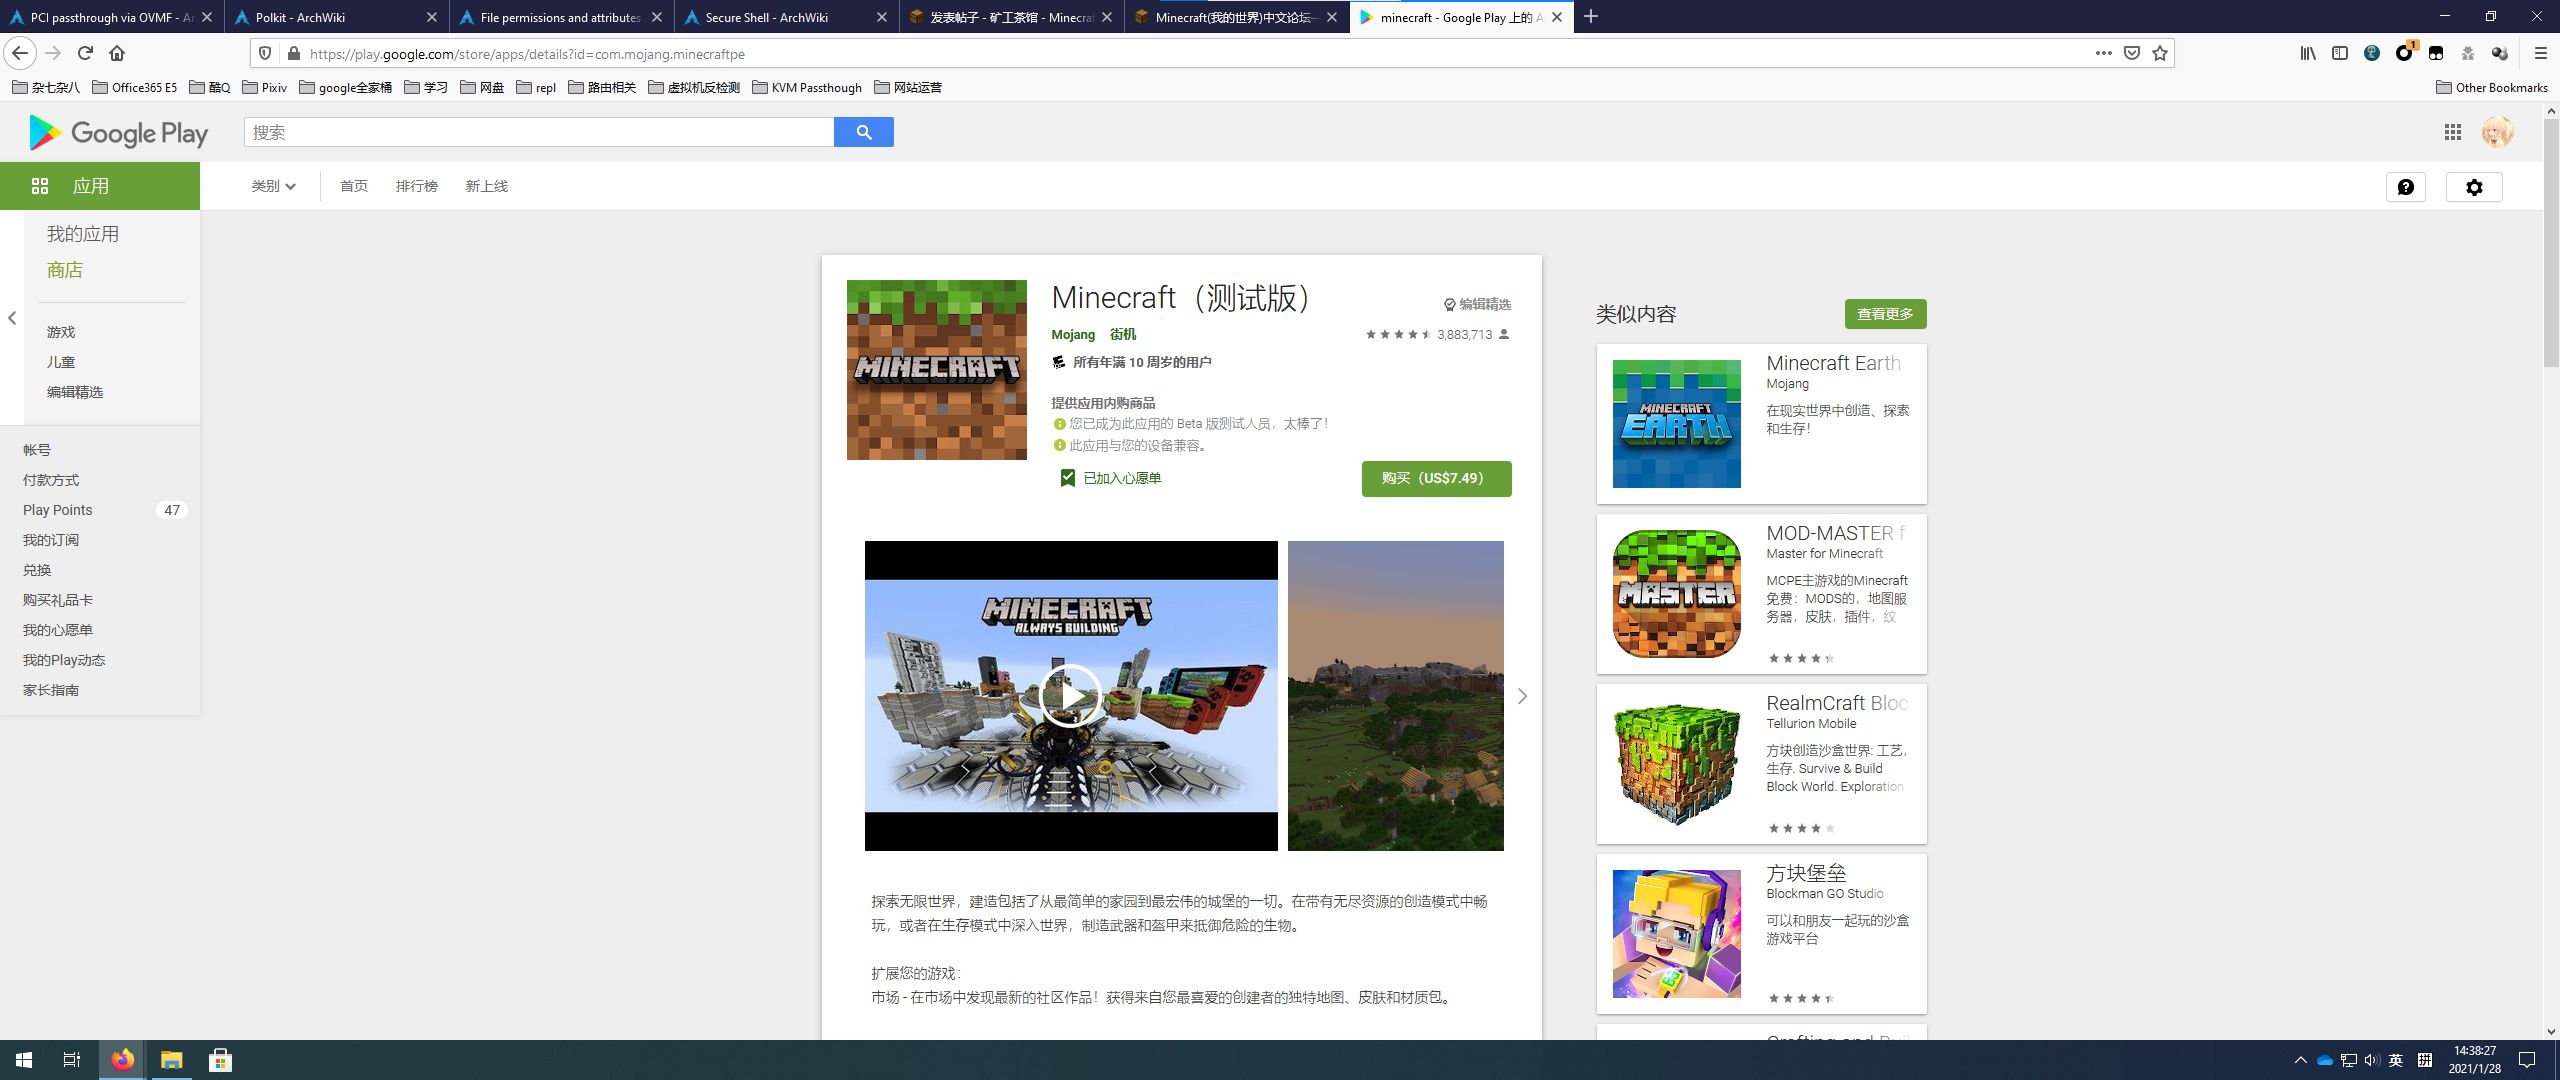 PCI passthrough via OVMF - Ar
Polkit - ArchWiki
File permissions and attributes
Secure Shell - ArchWiki
发表帖子 - 矿工茶馆 - Minecraf
Minecraft(我的世界)中文论坛—
minecraft - Google Play 上的 A
https://play.google.com/store/apps/details?id=com.mojang.minecraftpe
1
杂七杂八
Office365 E5
酷Q
Pixiv
google全家桶
学习
网盘
repl
路由相关
虚拟机反检测
KVM Passthough
网站运营
Other Bookmarks
Google Play
搜索
应用
类别
首页
排行榜
新上线
我的应用
商店
游戏
儿童
编辑精选
帐号
付款方式
Play Points 47
我的订阅
兑换
购买礼品卡
我的心愿单
我的Play动态
家长指南
MINECRAFT
Minecraft（测试版）
编辑精选
Mojang 街机
3,883,713
所有年满 10 周岁的用户
提供应用内购商品
您已成为此应用的 Beta 版测试人员，太棒了！
此应用与您的设备兼容。
已加入心愿单
购买（US$7.49）
MINECRAFT
ALWAYS BUILDING
探索无限世界，建造包括了从最简单的家园到最宏伟的城堡的一切。在带有无尽资源的创造模式中畅
玩，或者在生存模式中深入世界，制造武器和盔甲来抵御危险的生物。
扩展您的游戏：
市场 - 在市场中发现最新的社区作品！获得来自您最喜爱的创建者的独特地图、皮肤和材质包。
类似内容
查看更多
MINECRAFT
EARTH
Minecraft Earth
Mojang
在现实世界中创造、探索
和生存！
MASTER
MOD-MASTER f
Master for Minecraft
MCPE主游戏的Minecraft
免费：MODS的，地图服
务器，皮肤，插件，纹
RealmCraft Bloc
Tellurion Mobile
方块创造沙盒世界: 工艺，
生存. Survive & Build
Block World. Exploration
方块堡垒
Blockman GO Studio
可以和朋友一起玩的沙盒
游戏平台
英
拼
14:38:27
2021/1/28